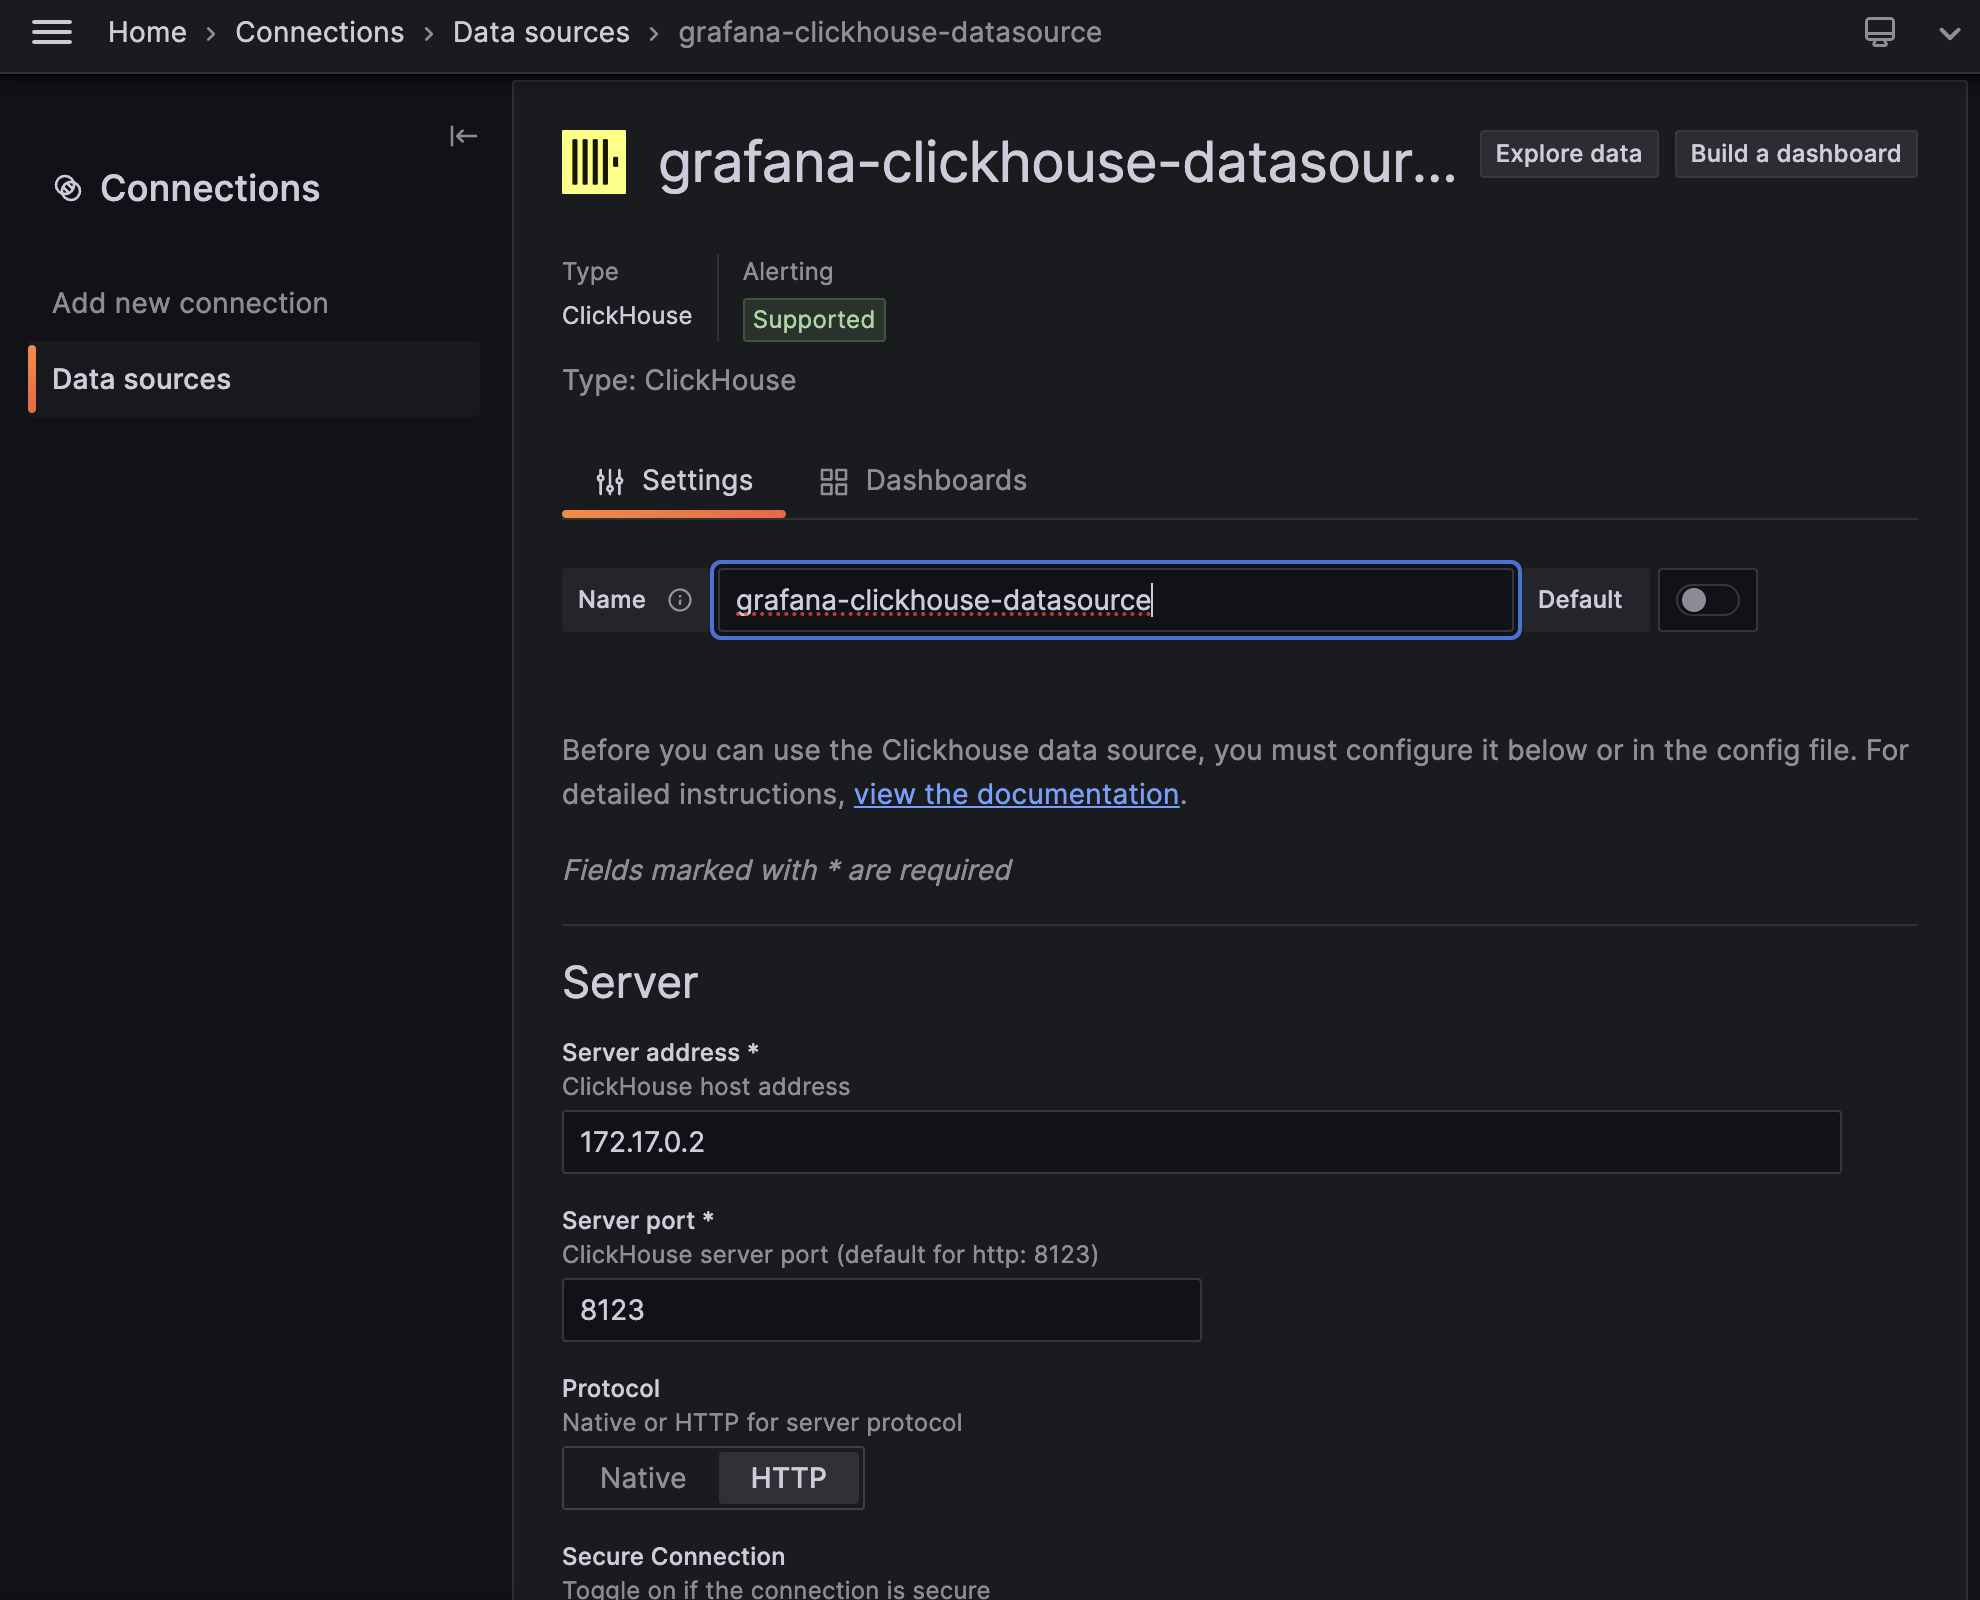 Home › Connections › Data sources › grafana-clickhouse-datasource
Connections
Add new connection
Data sources
grafana-clickhouse-datasour...
Explore data
Build a dashboard
Type
ClickHouse
Alerting
Supported
Type: ClickHouse
Settings
Dashboards
Name
grafana-clickhouse-datasource
Default
Before you can use the Clickhouse data source, you must configure it below or in the config file. For
detailed instructions, view the documentation.
Fields marked with * are required
Server
Server address *
ClickHouse host address
172.17.0.2
Server port *
ClickHouse server port (default for http: 8123)
8123
Protocol
Native or HTTP for server protocol
Native
HTTP
Secure Connection
Toggle on if the connection is secure